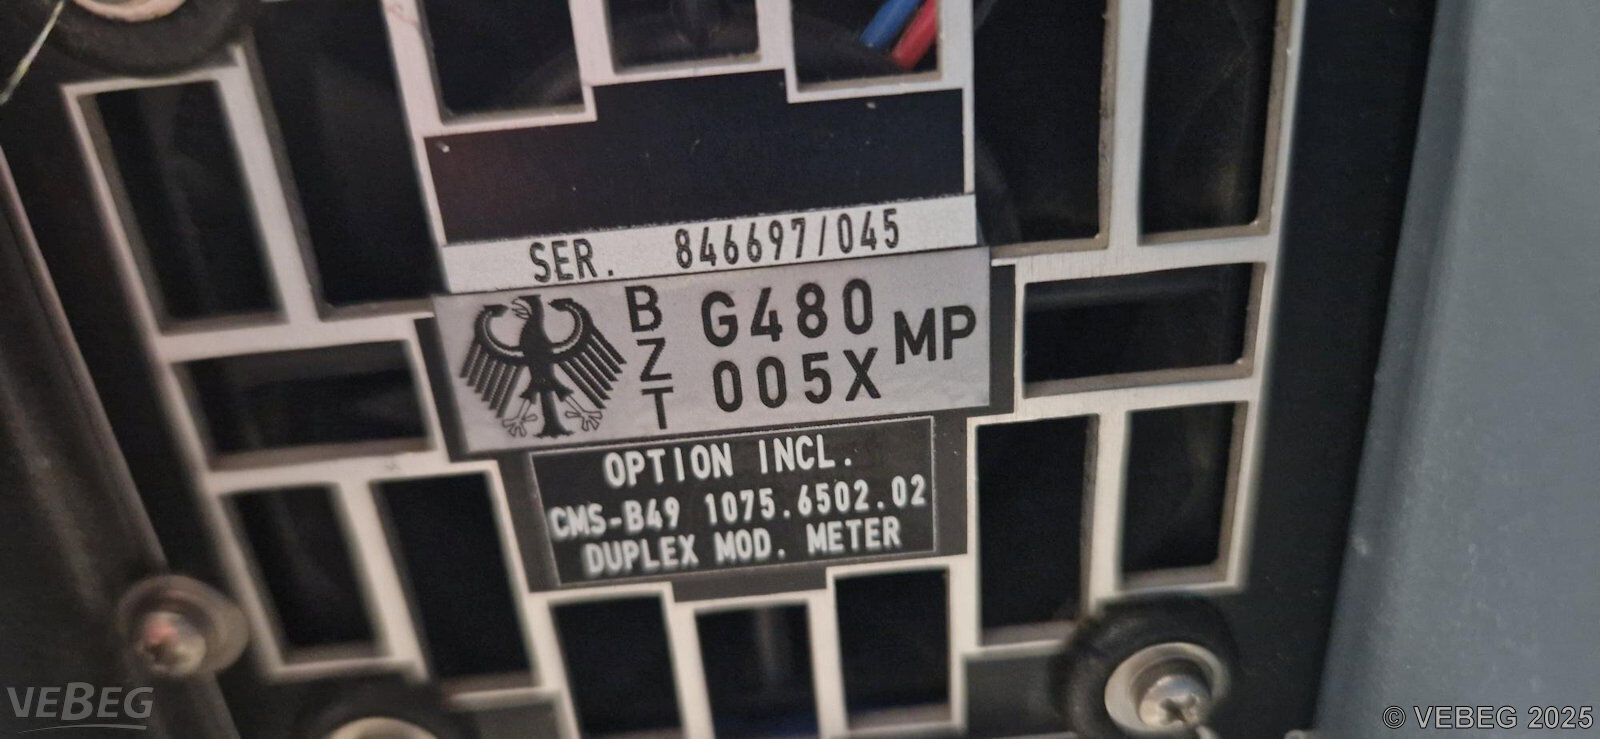 SER. 846697/045
BZT G480 005X MP
OPTION INCL.
CMS-B49 1075.6502.02
DUPLEX MOD. METER
VEBEG
© VEBEG 2025